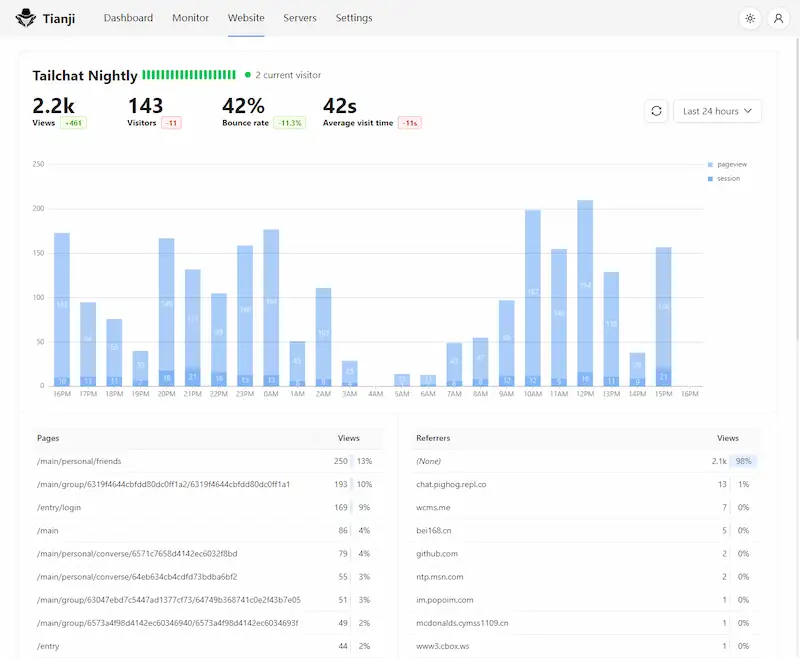 Tianji
Dashboard Monitor Website Servers Settings
Tailchat Nightly 2 current visitor
2.2k 143 42% 42s
Views +461 Visitors -11 Bounce rate -11.3% Average visit time -11s
Last 24 hours
pageview
session
250
200
150
100
50
0
16PM 17PM 18PM 19PM 20PM 21PM 22PM 23PM 0AM 1AM 2AM 3AM 4AM 5AM 6AM 7AM 8AM 9AM 10AM 11AM 12PM 13PM 14PM 15PM 16PM
Pages Views
/main/personal/friends 250 13%
/main/group/6319f4644cbfdd80dc0ff1a2/6319f4644cbfdd80dc0ff1a1 193 10%
/entry/login 169 9%
/main 86 4%
/main/personal/converse/6571c7658d4142ec6032f8bd 79 4%
/main/personal/converse/64eb634cb4cdfd73bdba6bf2 55 3%
/main/group/63047ebd7c5447ad1377cf73/64749b368741c0e2f43b7e05 51 3%
/main/group/6573a4f98d4142ec60346940/6573a4f98d4142ec6034693f 49 2%
/entry 44 2%
Referrers Views
(None) 2.1k 98%
chat.pighog.repl.co 13 1%
wcms.me 7 0%
bei168.cn 5 0%
github.com 2 0%
ntp.msn.com 2 0%
im.popoim.com 1 0%
mcdonalds.cymss1109.cn 1 0%
www3.cbox.ws 1 0%